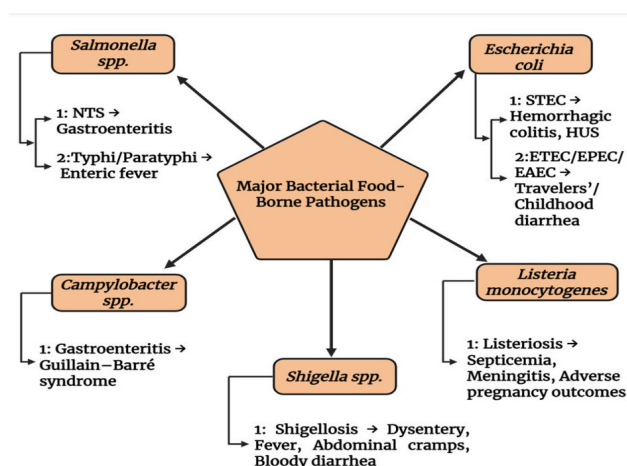 Salmonella
spp.
1: NTS →
Gastroenteritis
2:Typhi/Paratyphi →
Enteric fever
Escherichia
coli
1: STEC →
Hemorrhagic
colitis, HUS
2:ETEC/EPEC/
EAEC →
Travelers’/
Childhood
diarrhea
Major Bacterial Food-
Borne Pathogens
Campylobacter
spp.
1: Gastroenteritis →
Guillain–Barré
syndrome
Listeria
monocytogenes
1: Listeriosis →
Septicemia,
Meningitis, Adverse
pregnancy outcomes
Shigella spp.
1: Shigellosis → Dysentery,
Fever, Abdominal cramps,
Bloody diarrhea